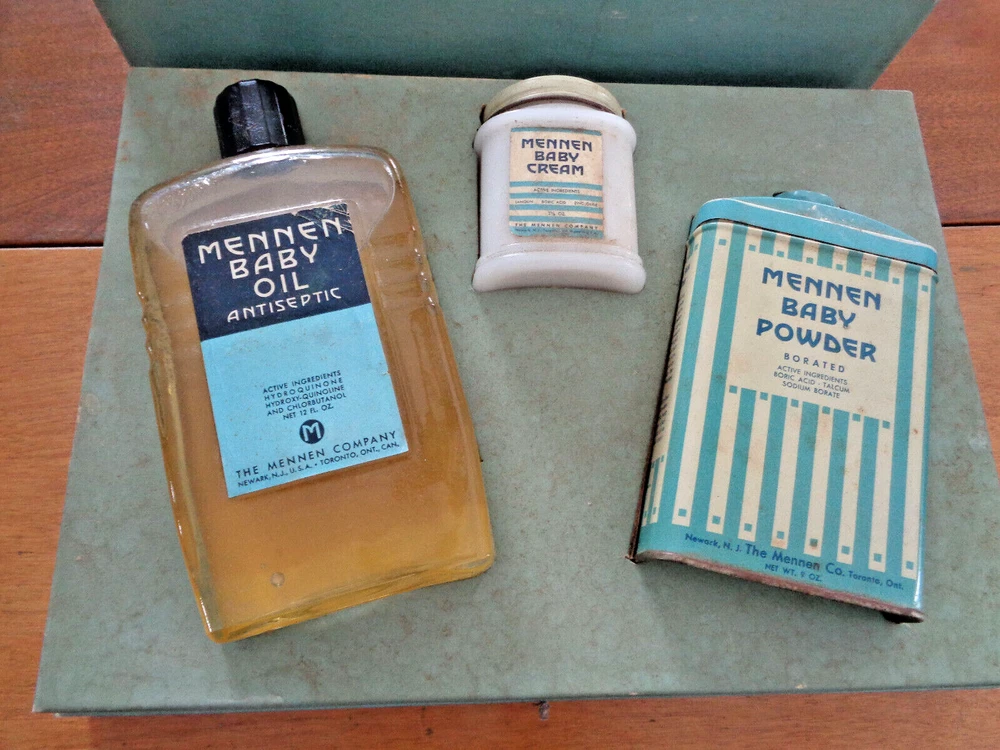 MENNEN
BABY
OIL
ANTISEPTIC
ACTIVE INGREDIENTS
HYDROQUINONE
HYDROXY-QUINOLINE
AND CHLORBUTANOL
NET 12 FL. OZ.
M
THE MENNEN COMPANY
NEWARK, N.J., U.S.A. • TORONTO, ONT., CAN.
MENNEN
BABY
CREAM
ACTIVE INGREDIENTS
BORIC ACID
THE MENNEN COMPANY
MENNEN
BABY
POWDER
BORATED
ACTIVE INGREDIENTS
BORIC ACID - TALCUM
SODIUM BORATE
Newark, N. J. The Mennen Co. Toronto, Ont.
NET WT. 9 OZ.